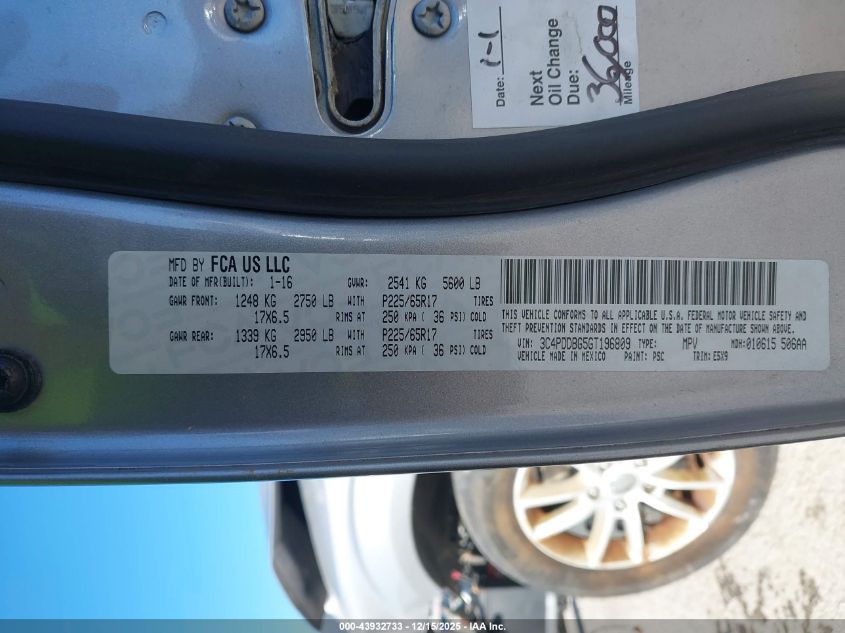 Date: 1-1
Next
Oil Change
Due:
36,000
Mileage
MFD BY FCA US LLC
DATE OF MFR(BUILT): 1-16 GVWR: 2541 KG 5600 LB
GAWR FRONT: 1248 KG 2750 LB WITH P225/65R17 TIRES
17X6.5 RIMS AT 250 KPA ( 36 PSI) COLD
GAWR REAR: 1339 KG 2950 LB WITH P225/65R17 TIRES
17X6.5 RIMS AT 250 KPA ( 36 PSI) COLD
THIS VEHICLE CONFORMS TO ALL APPLICABLE U.S.A. FEDERAL MOTOR VEHICLE SAFETY AND
THEFT PREVENTION STANDARDS IN EFFECT ON THE DATE OF MANUFACTURE SHOWN ABOVE.
VIN: 3C4PDDBG5GT196809 TYPE: MPV MDH:010615 506AA
VEHICLE MADE IN MEXICO PAINT: PSC TRIM: E5X9
000-43932733 - 12/15/2025 - IAA Inc.